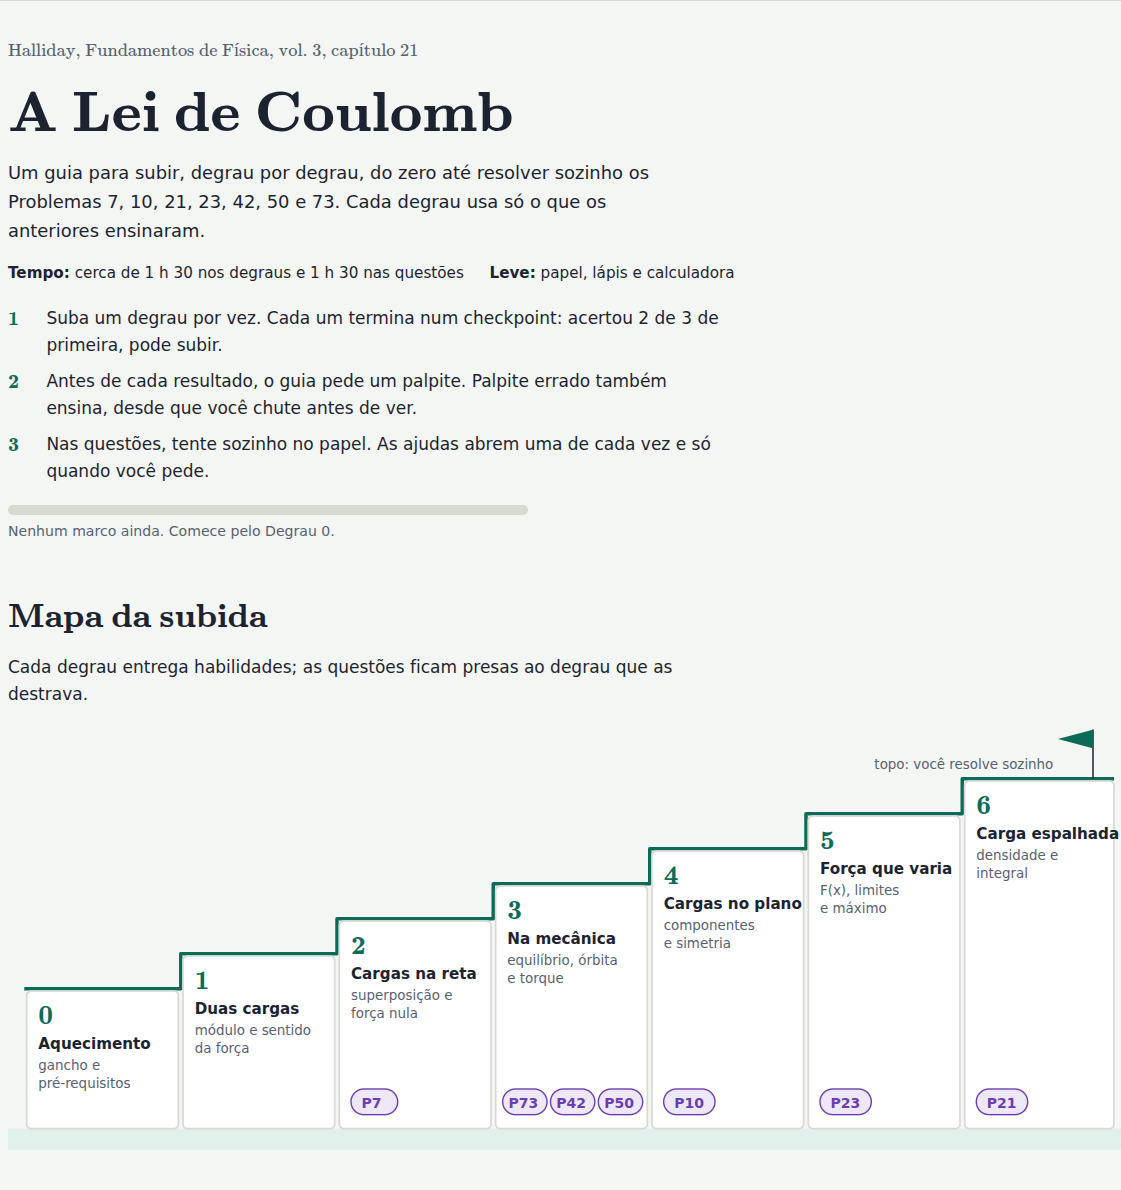 Halliday, Fundamentos de Física, vol. 3, capítulo 21
A Lei de Coulomb
Um guia para subir, degrau por degrau, do zero até resolver sozinho os
Problemas 7, 10, 21, 23, 42, 50 e 73. Cada degrau usa só o que os
anteriores ensinaram.
Tempo: cerca de 1 h 30 nos degraus e 1 h 30 nas questões Leve: papel, lápis e calculadora
1 Suba um degrau por vez. Cada um termina num checkpoint: acertou 2 de 3 de
primeira, pode subir.
2 Antes de cada resultado, o guia pede um palpite. Palpite errado também
ensina, desde que você chute antes de ver.
3 Nas questões, tente sozinho no papel. As ajudas abrem uma de cada vez e só
quando você pede.
Nenhum marco ainda. Comece pelo Degrau 0.
Mapa da subida
Cada degrau entrega habilidades; as questões ficam presas ao degrau que as
destrava.
topo: você resolve sozinho
0
Aquecimento
gancho e
pré-requisitos
1
Duas cargas
módulo e sentido
da força
2
Cargas na reta
superposição e
força nula
P7
3
Na mecânica
equilíbrio, órbita
e torque
P73 P42 P50
4
Cargas no plano
componentes
e simetria
P10
5
Força que varia
F(x), limites
e máximo
P23
6
Carga espalhada
densidade e
integral
P21